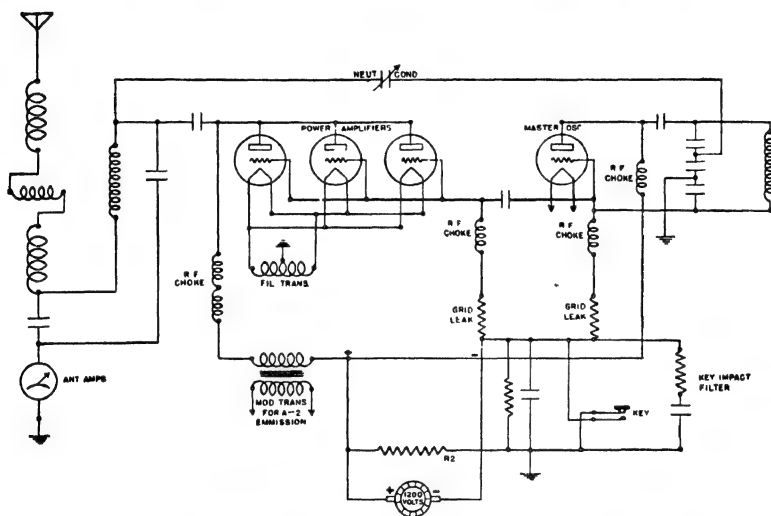 NEUT COND
POWER AMPLIFIERS
MASTER OSC
R F
CHOKE
R F
CHOKE
R F
CHOKE
R F
CHOKE
FIL TRANS
GRID
LEAK
GRID
LEAK
ANT AMPS
MOD TRANS
FOR A-2
EMMISSION
KEY IMPACT
FILTER
KEY
R2
+
1200
VOLTS
-
+
-